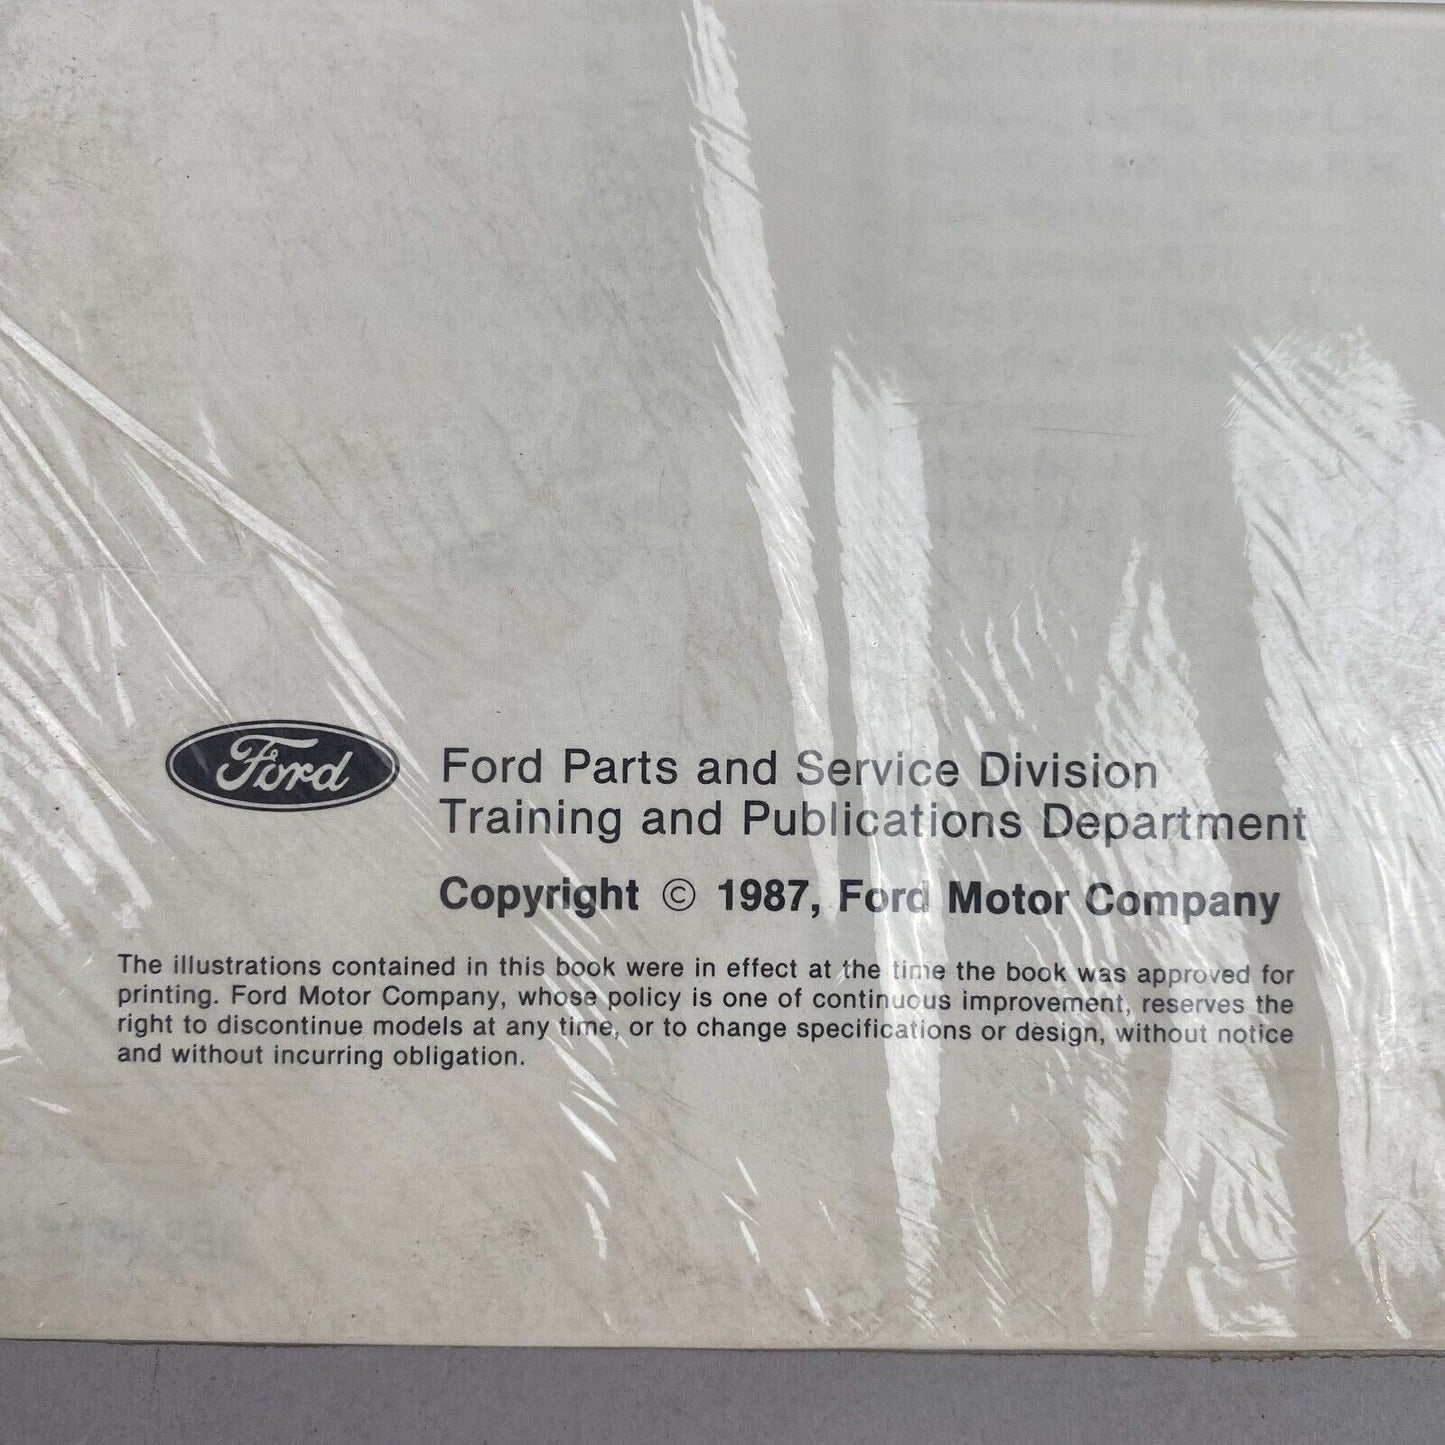 Ford
Ford Parts and Service Division
Training and Publications Department
Copyright © 1987, Ford Motor Company
The illustrations contained in this book were in effect at the time the book was approved for
printing. Ford Motor Company, whose policy is one of continuous improvement, reserves the
right to discontinue models at any time, or to change specifications or design, without notice
and without incurring obligation.